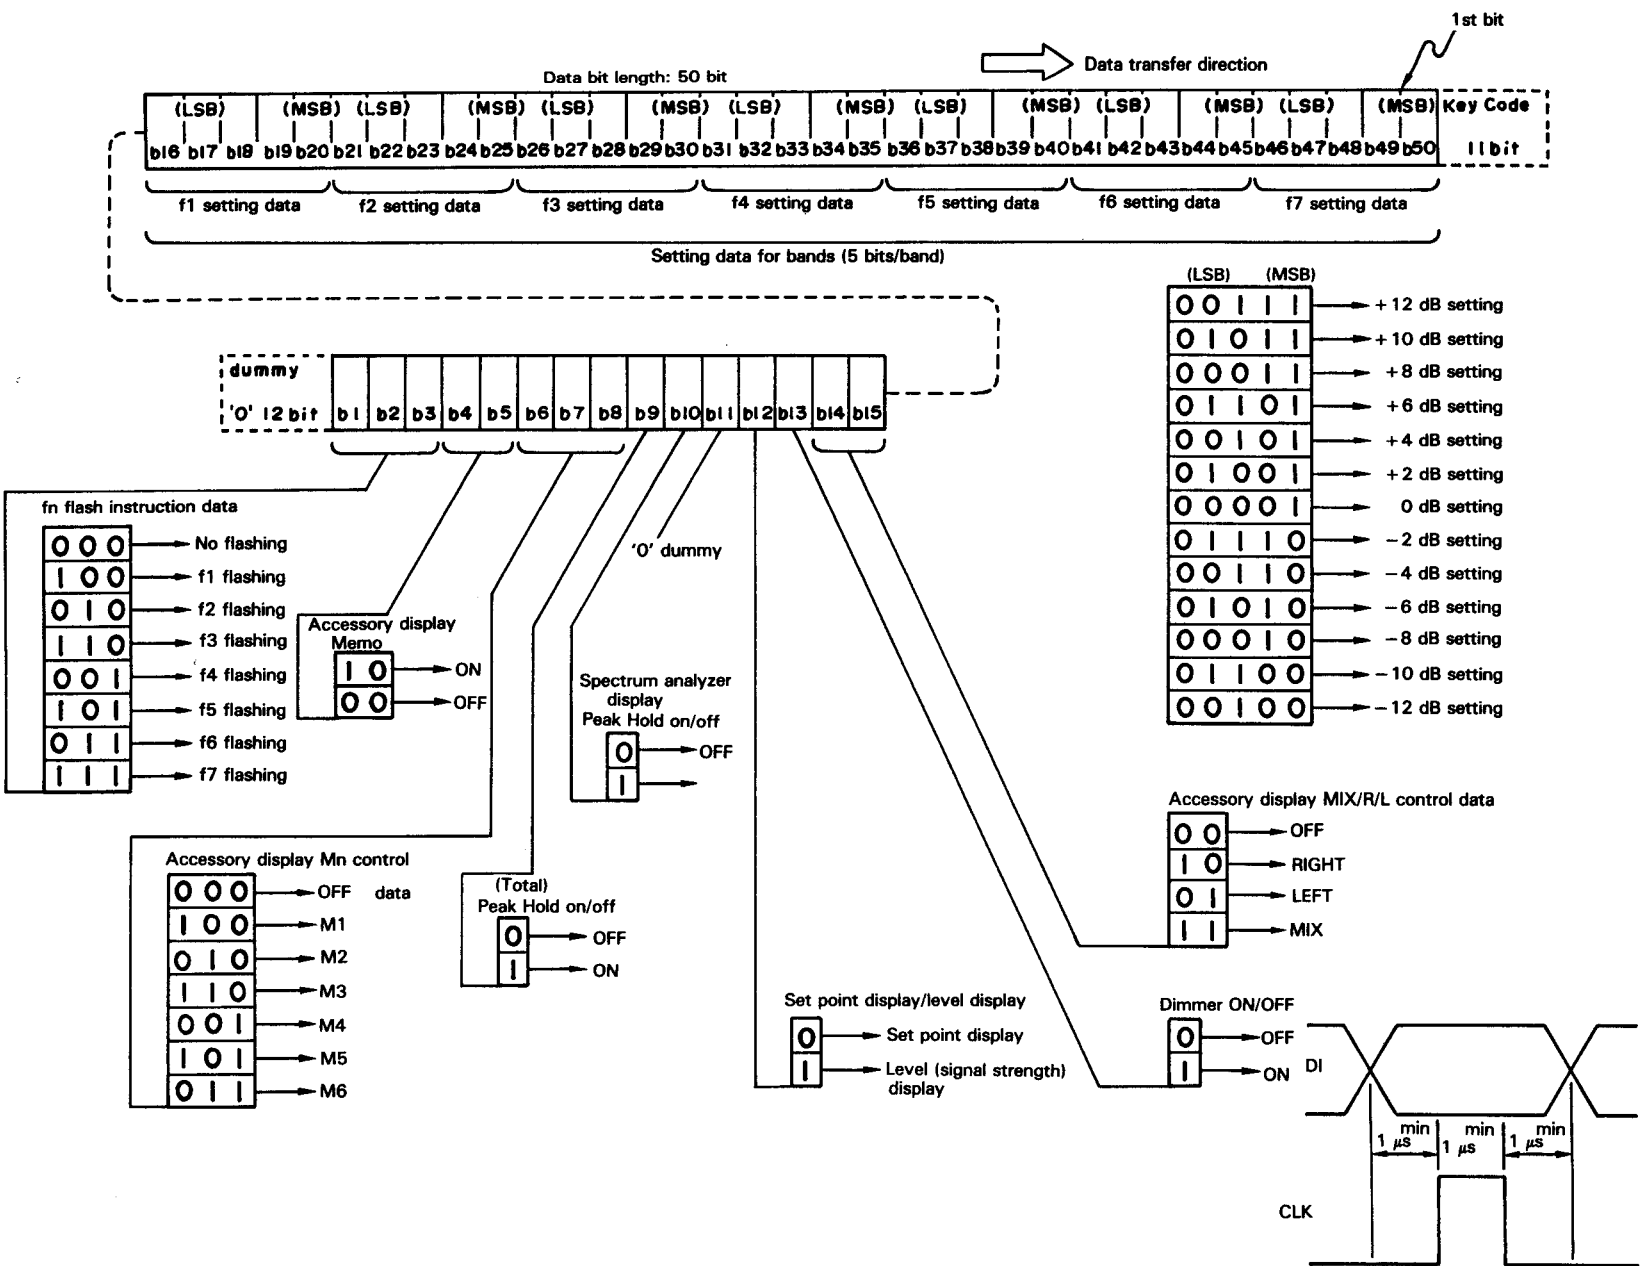 1st bit
Data bit length: 50 bit
Data transfer direction
(LSB) (MSB) (LSB) (MSB) (LSB) (MSB) (LSB) (MSB) (LSB) (MSB) (LSB) (MSB) (LSB) (MSB) Key Code
b16 b17 b18 b19 b20 b21 b22 b23 b24 b25 b26 b27 b28 b29 b30 b31 b32 b33 b34 b35 b36 b37 b38 b39 b40 b41 b42 b43 b44 b45 b46 b47 b48 b49 b50 11bit
f1 setting data f2 setting data f3 setting data f4 setting data f5 setting data f6 setting data f7 setting data
Setting data for bands (5 bits/band)
(LSB) (MSB)
0 0 1 1 1 +12 dB setting
0 1 0 1 1 +10 dB setting
0 0 0 1 1 +8 dB setting
0 1 1 0 1 +6 dB setting
0 0 1 0 1 +4 dB setting
0 1 0 0 1 +2 dB setting
0 0 0 0 1 0 dB setting
0 1 1 1 0 −2 dB setting
0 0 1 1 0 −4 dB setting
0 1 0 1 0 −6 dB setting
0 0 0 1 0 −8 dB setting
0 1 1 0 0 −10 dB setting
0 0 1 0 0 −12 dB setting
dummy
'0' 12bit b1 b2 b3 b4 b5 b6 b7 b8 b9 b10 b11 b12 b13 b14 b15
fn flash instruction data
0 0 0 No flashing
1 0 0 f1 flashing
0 1 0 f2 flashing
1 1 0 f3 flashing
0 0 1 f4 flashing
1 0 1 f5 flashing
0 1 1 f6 flashing
1 1 1 f7 flashing
Accessory display
Memo
1 0 ON
0 0 OFF
'0' dummy
Spectrum analyzer
display
Peak Hold on/off
0 OFF
1
Accessory display Mn control
0 0 0 OFF data
1 0 0 M1
0 1 0 M2
1 1 0 M3
0 0 1 M4
1 0 1 M5
0 1 1 M6
(Total)
Peak Hold on/off
0 OFF
1 ON
Accessory display MIX/R/L control data
0 0 OFF
1 0 RIGHT
0 1 LEFT
1 1 MIX
Set point display/level display
0 Set point display
1 Level (signal strength)
display
Dimmer ON/OFF
0 OFF
1 ON
DI
min min min
1 μs 1 μs 1 μs
CLK